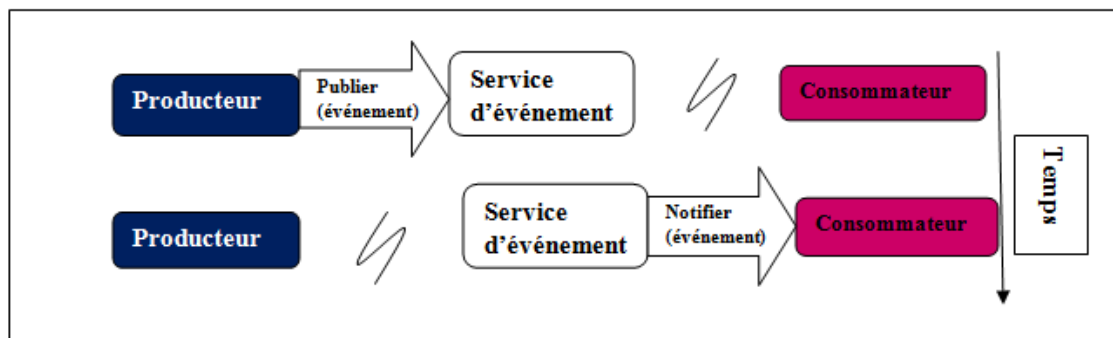 Producteur
Publier
(événement)
Service
d'événement
Consommateur
Temps
Producteur
Service
d'événement
Notifier
(événement)
Consommateur